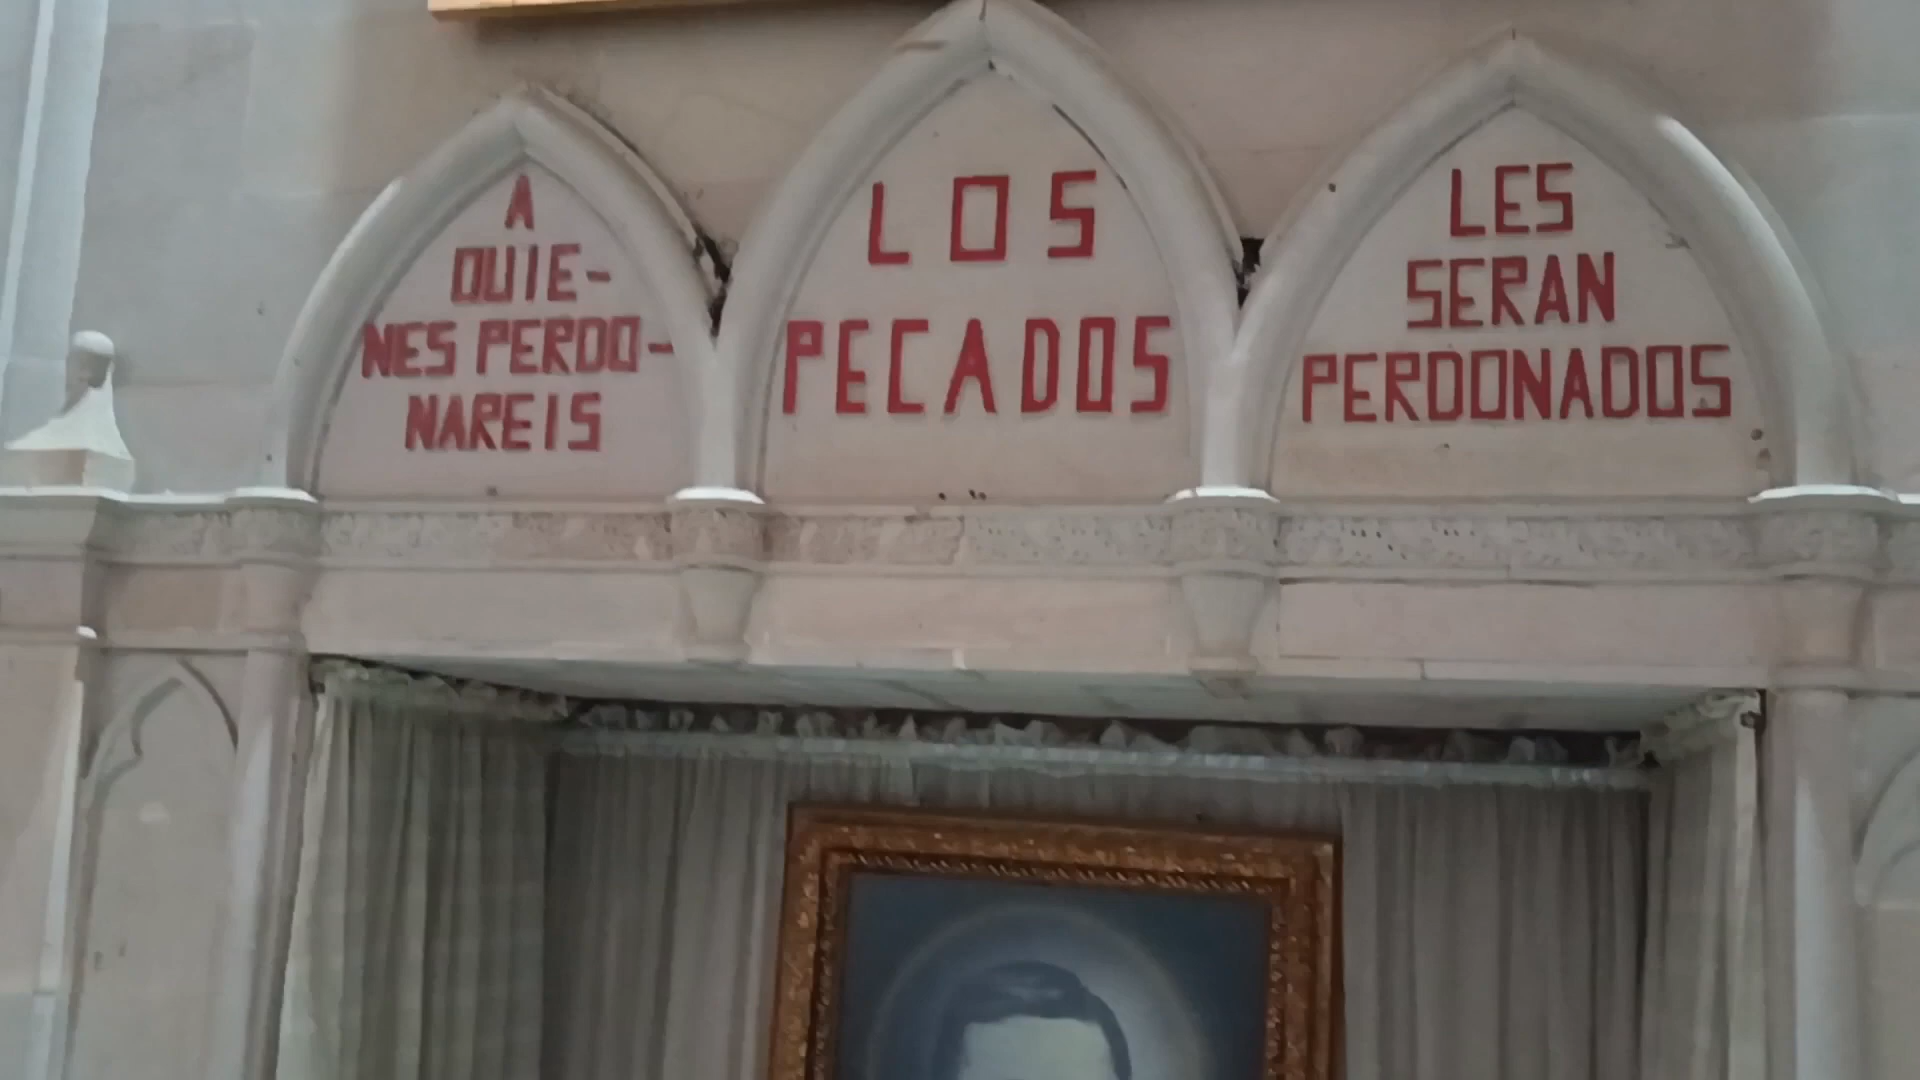 A
QUIE-
NES PERDO-
NAREIS
LOS
PECADOS
LES
SERAN
PERDONADOS